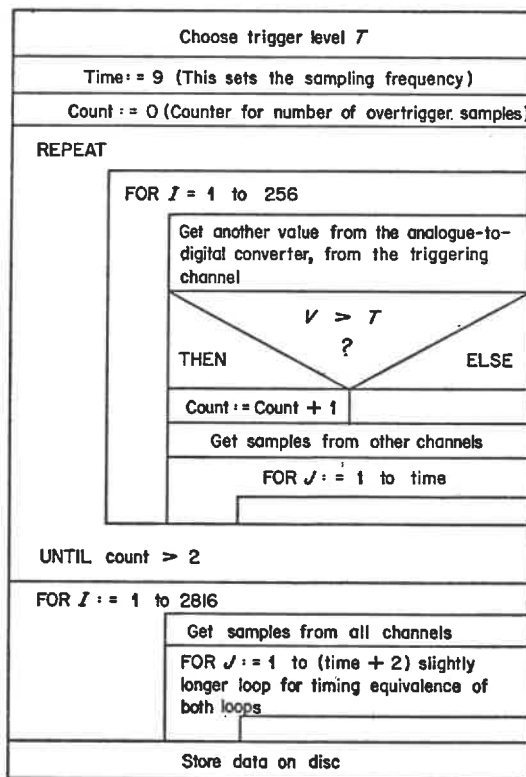 Choose trigger level T
Time: = 9 (This sets the sampling frequency)
Count : = 0 (Counter for number of overtrigger. samples)
REPEAT
FOR I = 1 to 256
Get another value from the analogue-to-
digital converter, from the triggering
channel
V > T
?
THEN
ELSE
Count : = Count + 1
Get samples from other channels
FOR J : = 1 to time
UNTIL count > 2
FOR I : = 1 to 2816
Get samples from all channels
FOR J : = 1 to (time + 2) slightly
longer loop for timing equivalence of
both loops
Store data on disc